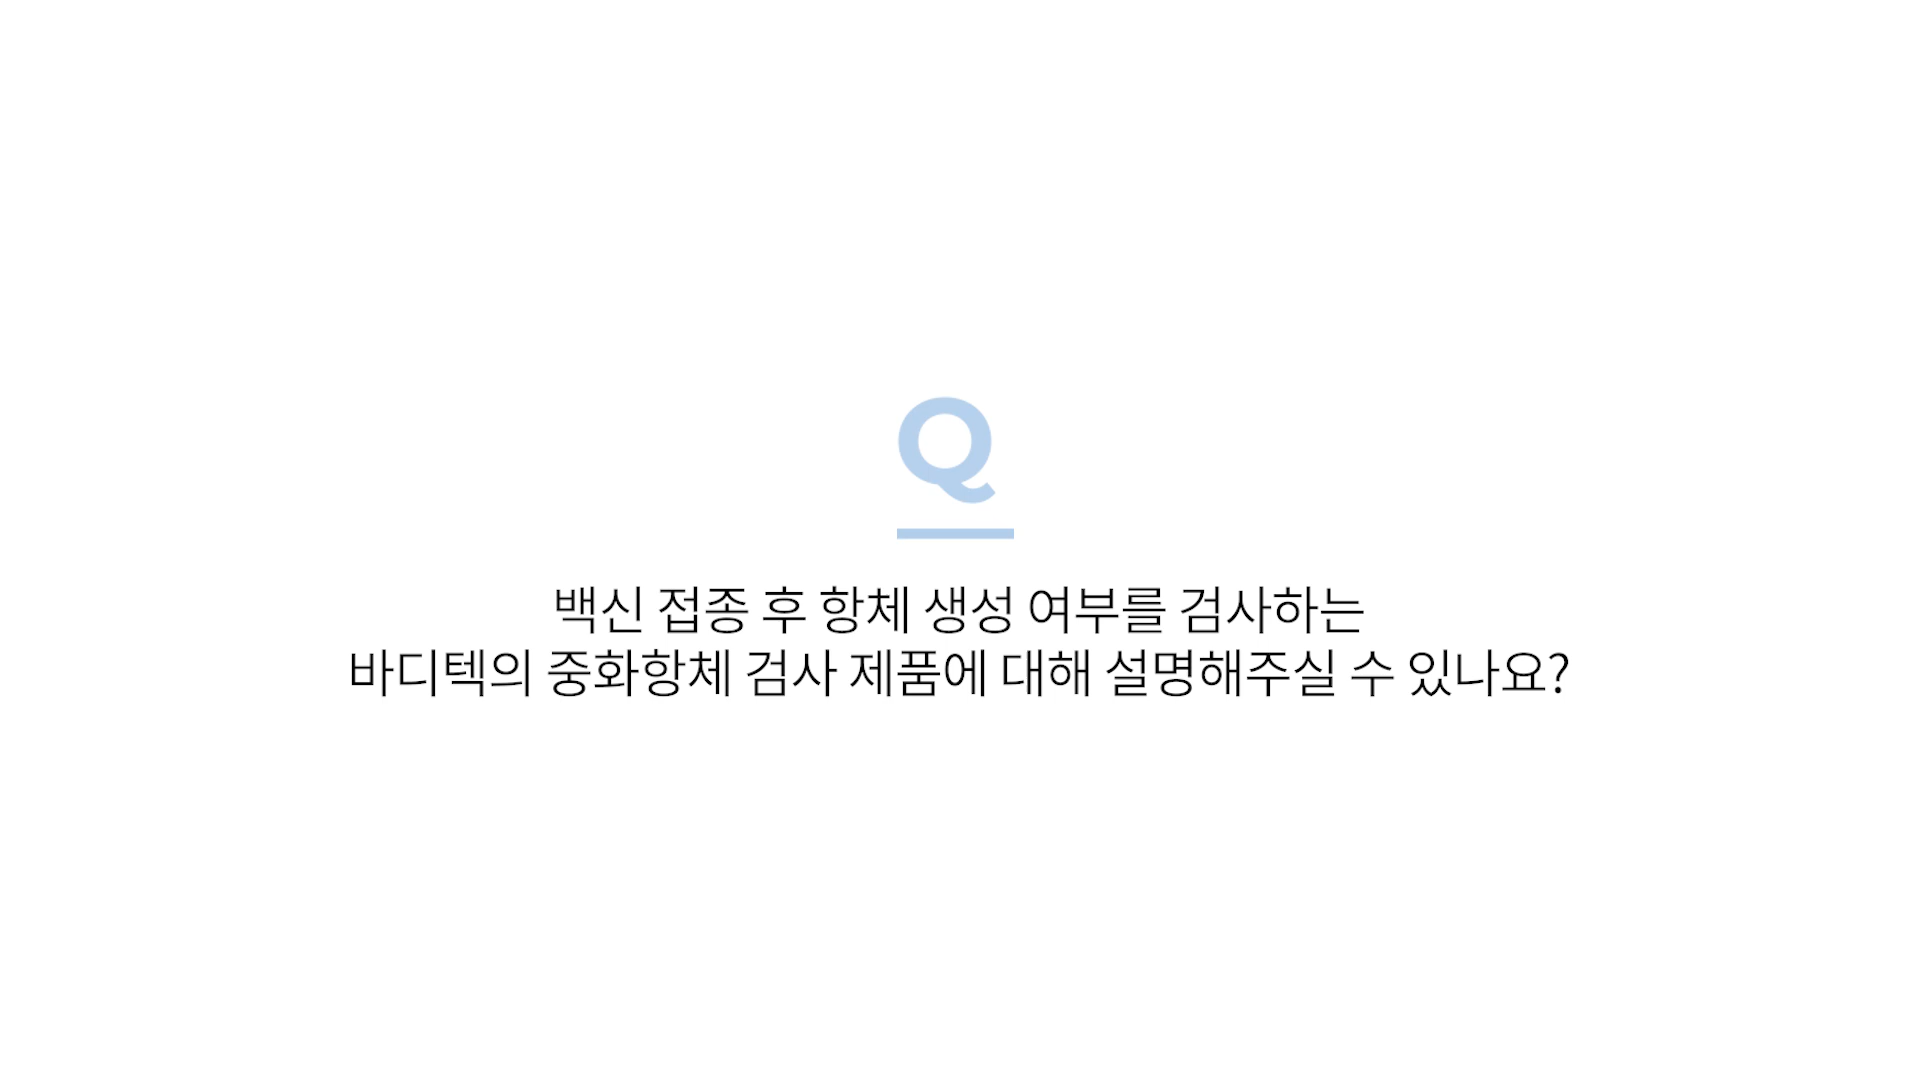 Q
백신 접종 후 항체 생성 여부를 검사하는
바디텍의 중화항체 검사 제품에 대해 설명해주실 수 있나요?